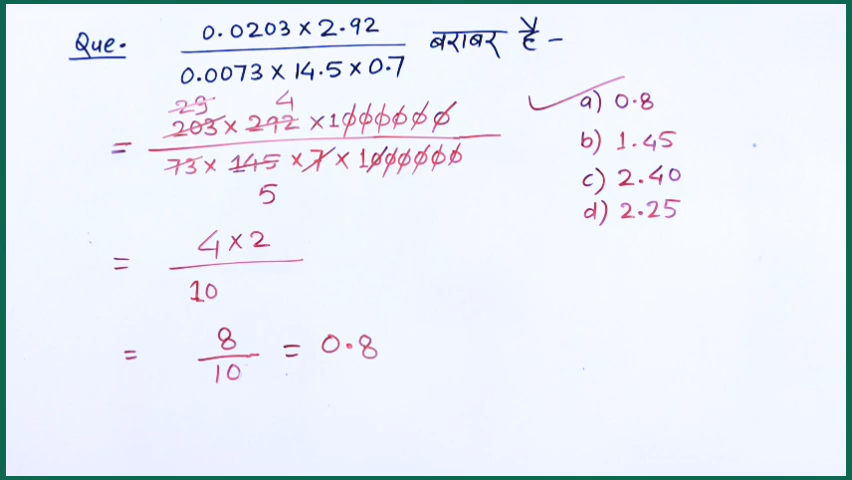 Que. 0.0203 × 2.92 / 0.0073 × 14.5 × 0.7 बराबर है –
a) 0.8
b) 1.45
c) 2.40
d) 2.25
29 4
= 203 × 292 × 1000000 / 73 × 145 × 7 × 1000000
5
= 4 × 2 / 10
= 8 / 10 = 0.8